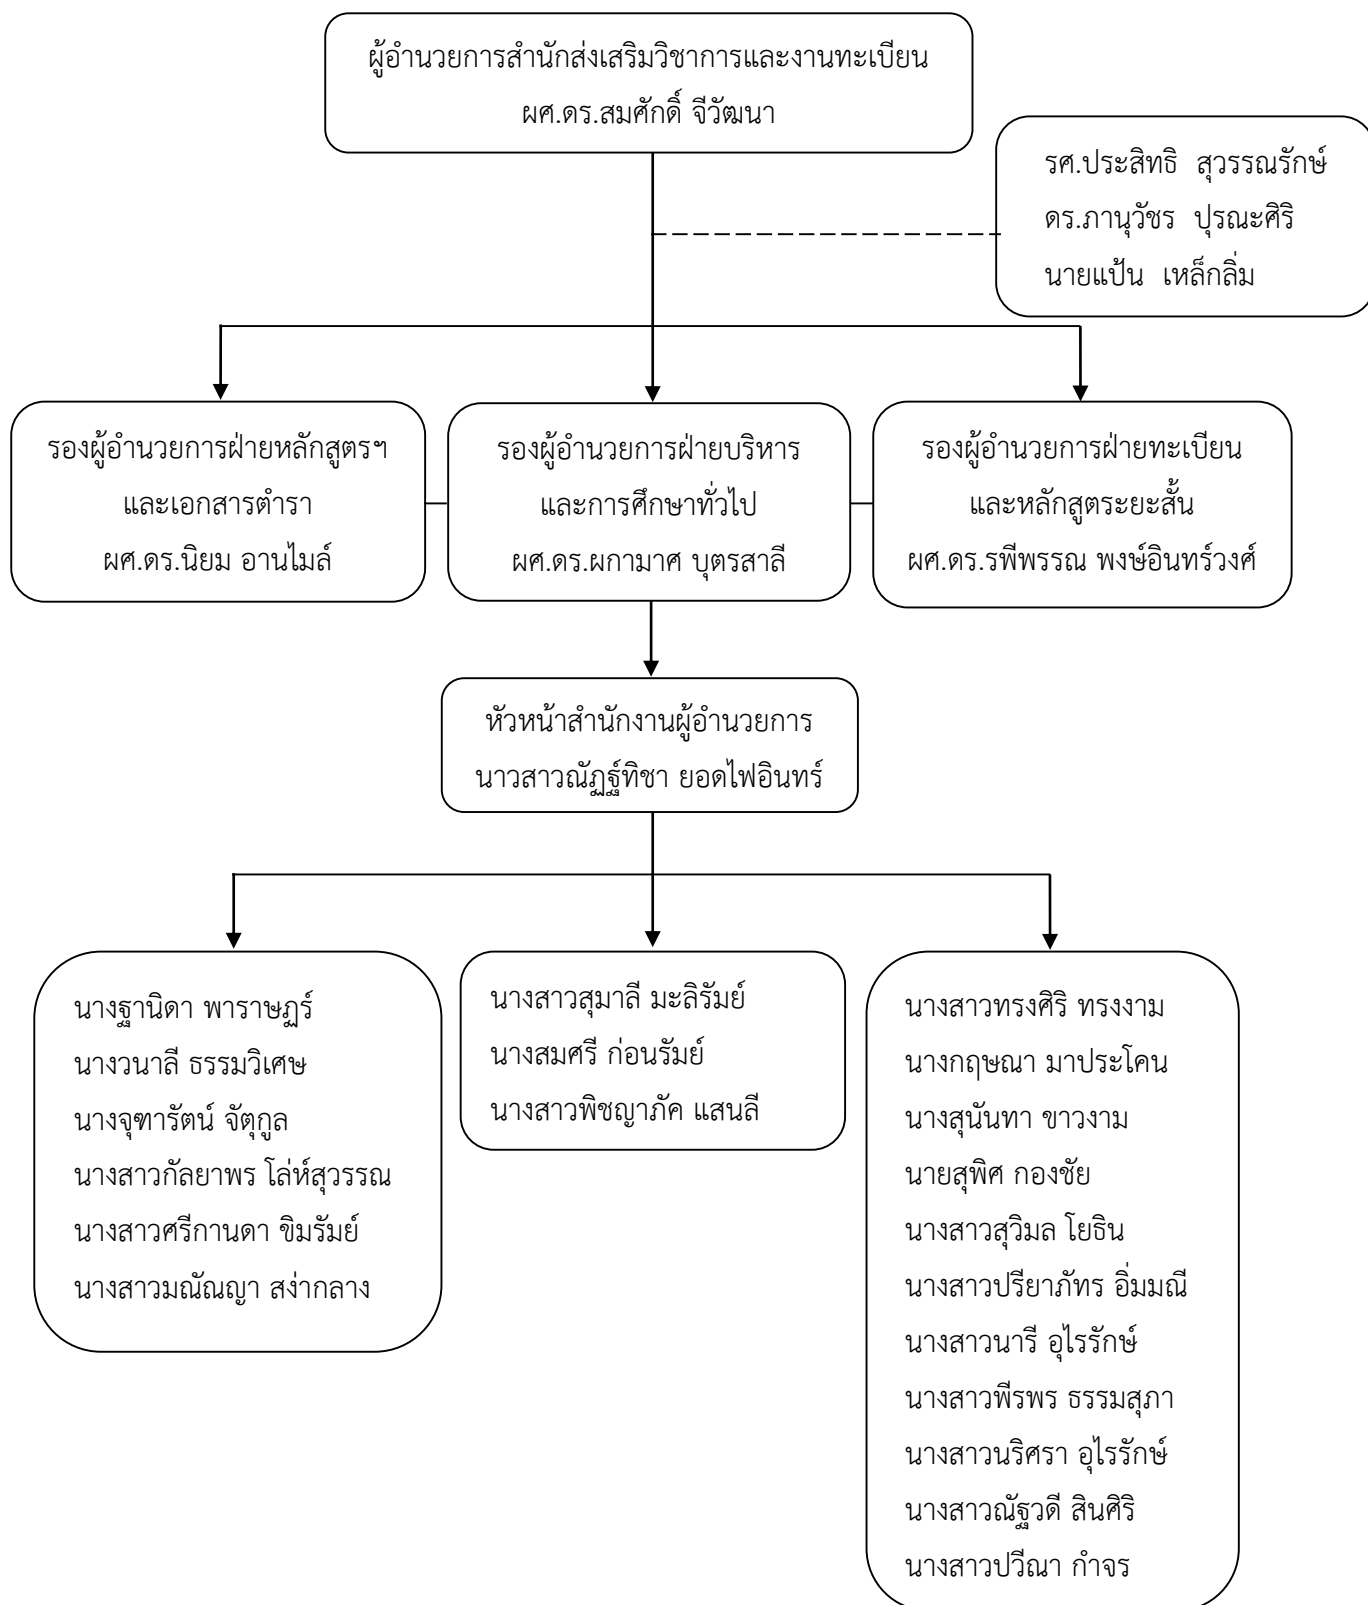 ผู้อำนวยการสำนักส่งเสริมวิชาการและงานทะเบียน
ผศ.ดร.สมศักดิ์ จีวัฒนา
รศ.ประสิทธิ สุวรรณรักษ์
ดร.ภานุวัชร ปุรณะศิริ
นายแป้น เหล็กลิ่ม
รองผู้อำนวยการฝ่ายหลักสูตรฯ
และเอกสารตำรา
ผศ.ดร.นิยม อานไมล์
รองผู้อำนวยการฝ่ายบริหาร
และการศึกษาทั่วไป
ผศ.ดร.ผกามาศ บุตรสาลี
รองผู้อำนวยการฝ่ายทะเบียน
และหลักสูตระยะสั้น
ผศ.ดร.รพีพรรณ พงษ์อินทร์วงศ์
หัวหน้าสำนักงานผู้อำนวยการ
นาวสาวณัฏฐ์ทิชา ยอดไฟอินทร์
นางฐานิดา พาราษฏร์
นางวนาลี ธรรมวิเศษ
นางจุฑารัตน์ จัตุกูล
นางสาวกัลยาพร โล่ห์สุวรรณ
นางสาวศรีกานดา ขิมรัมย์
นางสาวมณัณญา สง่ากลาง
นางสาวสุมาลี มะลิรัมย์
นางสมศรี ก่อนรัมย์
นางสาวพิชญาภัค แสนลี
นางสาวทรงศิริ ทรงงาม
นางกฤษณา มาประโคน
นางสุนันทา ขาวงาม
นายสุพิศ กองชัย
นางสาวสุวิมล โยธิน
นางสาวปรียาภัทร อิ่มมณี
นางสาวนารี อุไรรักษ์
นางสาวพีรพร ธรรมสุภา
นางสาวนริศรา อุไรรักษ์
นางสาวณัฐวดี สินศิริ
นางสาวปวีณา กำจร